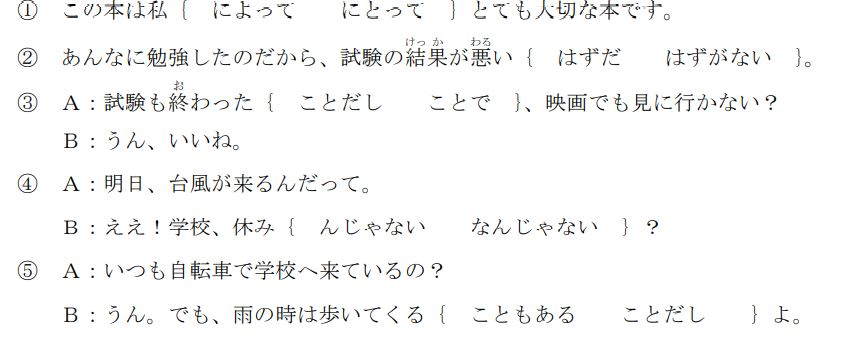 ① この本は私｛ によって にとって ｝とても大切な本です。
② あんなに勉強したのだから、試験の結果が悪い｛ はずだ はずがない ｝。
けっ か わる
③ A：試験も終わった｛ ことだし ことで ｝、映画でも見に行かない？
お
B：うん、いいね。
④ A：明日、台風が来るんだって。
B：ええ！学校、休み｛ んじゃない なんじゃない ｝？
⑤ A：いつも自転車で学校へ来ているの？
B：うん。でも、雨の時は歩いてくる｛ こともある ことだし ｝よ。